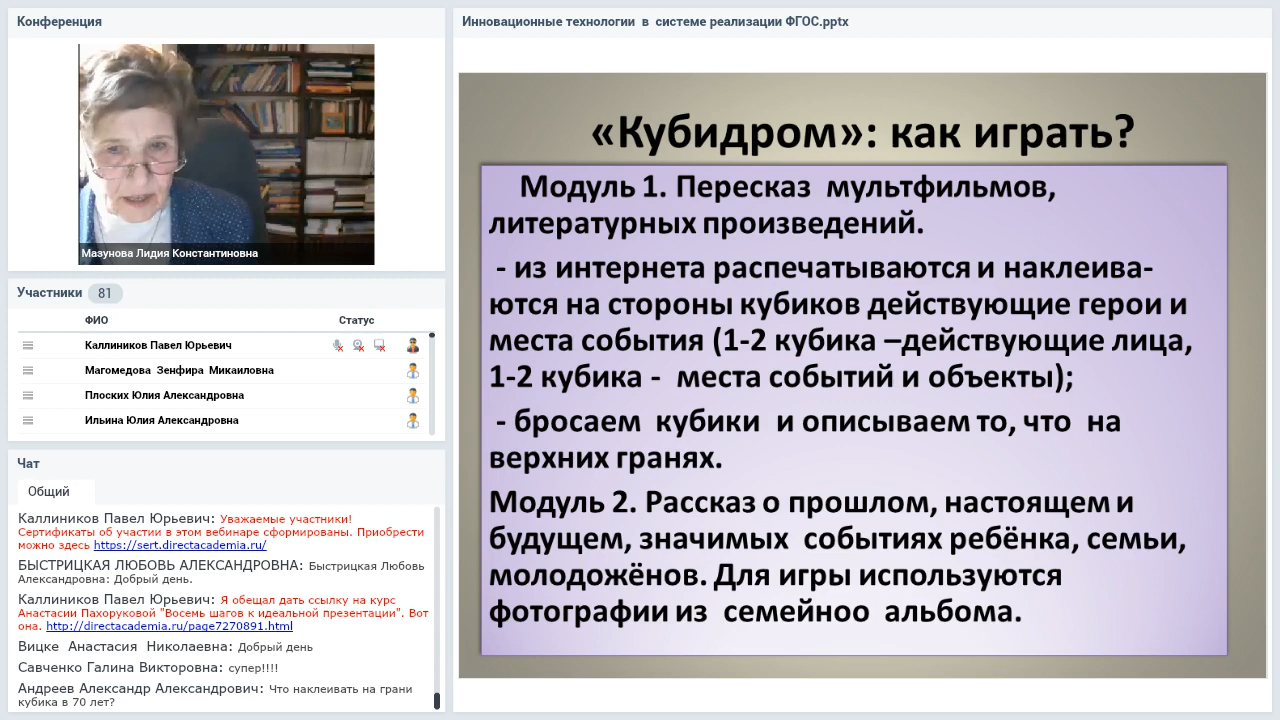 Конференция
Мазунова Лидия Константиновна
Участники 81
ФИО Статус
Каллиников Павел Юрьевич
Магомедова Зенфира Микаиловна
Плоских Юлия Александровна
Ильина Юлия Александровна
Чат
Общий
Каллиников Павел Юрьевич: Уважаемые участники!
Сертификаты об участии в этом вебинаре сформированы. Приобрести
можно здесь https://sert.directacademia.ru/
БЫСТРИЦКАЯ ЛЮБОВЬ АЛЕКСАНДРОВНА: Быстрицкая Любовь
Александровна: Добрый день.
Каллиников Павел Юрьевич: Я обещал дать ссылку на курс
Анастасии Пахоруковой "Восемь шагов к идеальной презентации". Вот
она. http://directacademia.ru/page7270891.html
Вицке Анастасия Николаевна: Добрый день
Савченко Галина Викторовна: супер!!!!
Андреев Александр Александрович: Что наклеивать на грани
кубика в 70 лет?
Инновационные технологии в системе реализации ФГОС.pptx
«Кубидром»: как играть?
Модуль 1. Пересказ мультфильмов,
литературных произведений.
- из интернета распечатываются и наклеива-
ются на стороны кубиков действующие герои и
места события (1-2 кубика –действующие лица,
1-2 кубика - места событий и объекты);
- бросаем кубики и описываем то, что на
верхних гранях.
Модуль 2. Рассказ о прошлом, настоящем и
будущем, значимых событиях ребёнка, семьи,
молодожёнов. Для игры используются
фотографии из семейноо альбома.